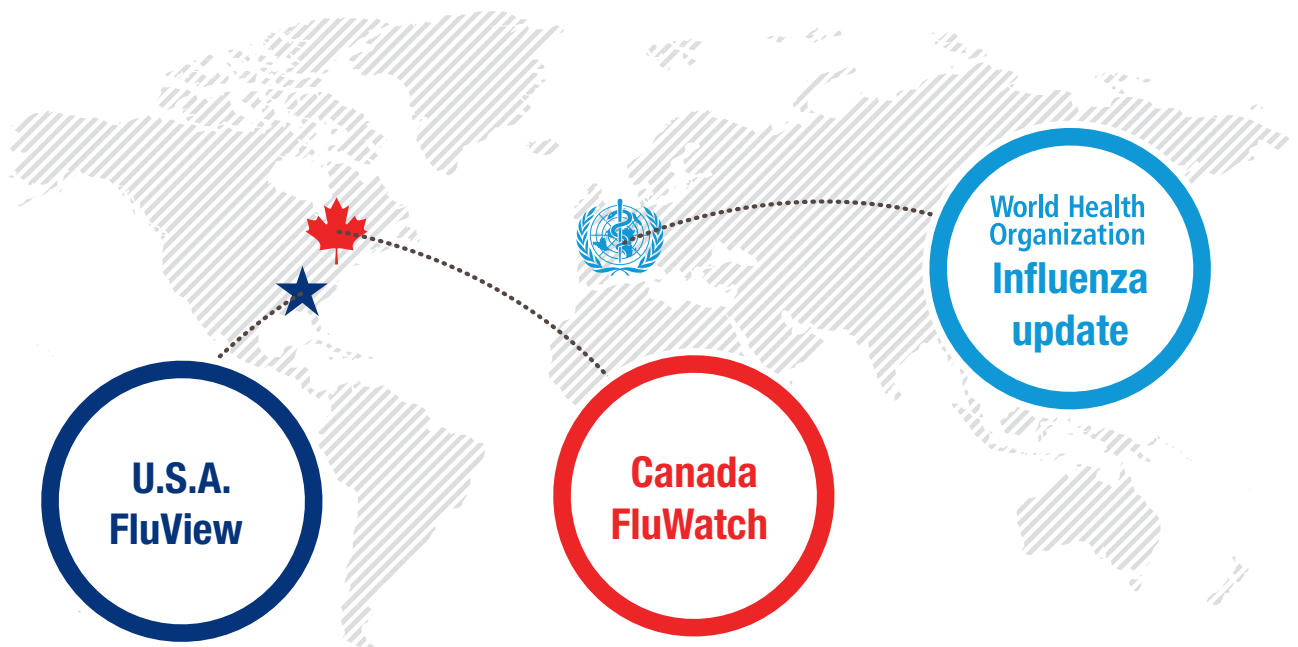 World Health
Organization
Influenza
update
U.S.A.
FluView
Canada
FluWatch